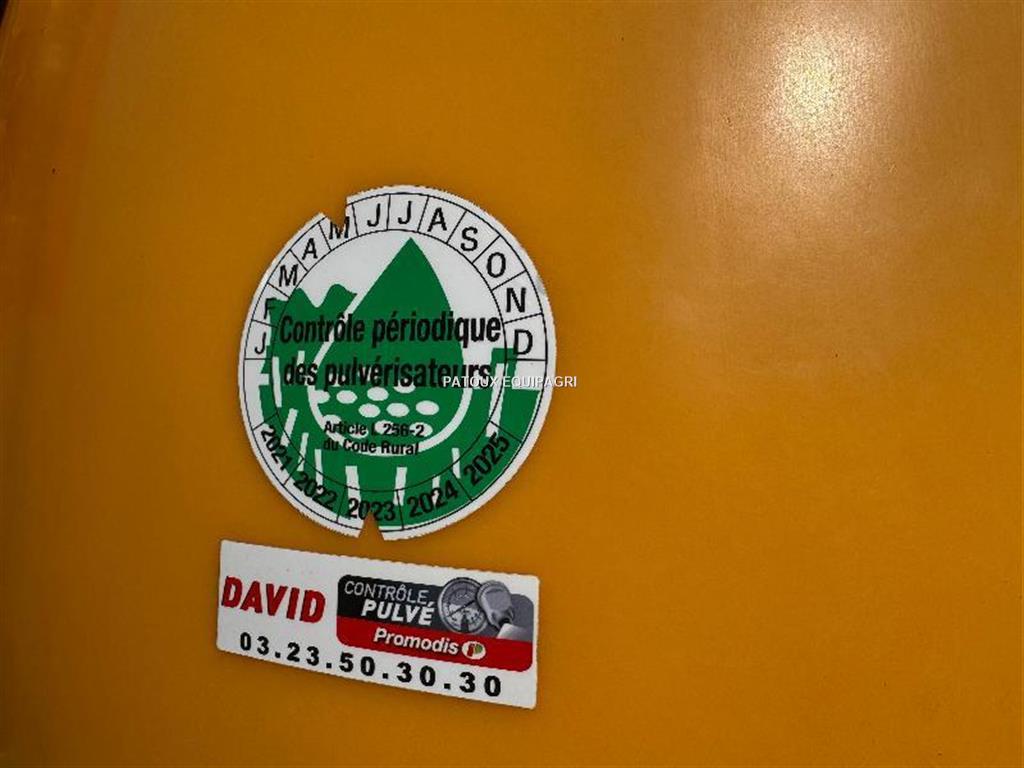 J F M A M J J A S O N D
Contrôle périodique
des pulvérisateurs
PATOUX EQUIPAGRI
Article L 256-2
du Code Rural
2021 2022 2023 2024 2025
DAVID
CONTRÔLE
PULVÉ
Promodis
03.23.50.30.30